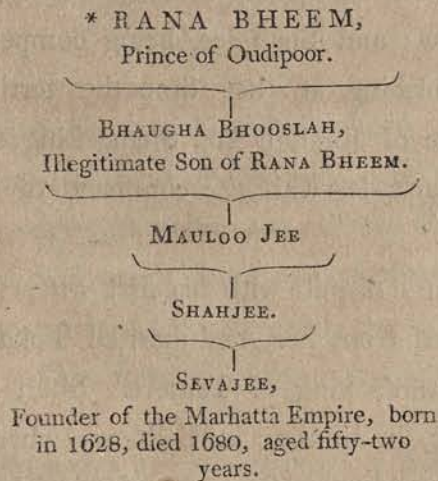 * RANA BHEEM,
Prince of Oudipoor.
BHAUGHA BHOOSLAH,
Illegitimate Son of RANA BHEEM.
MAULOO JEE
SHAHJEE.
SEVAJEE,
Founder of the Marhatta Empire, born
in 1628, died 1680, aged fifty-two
years.